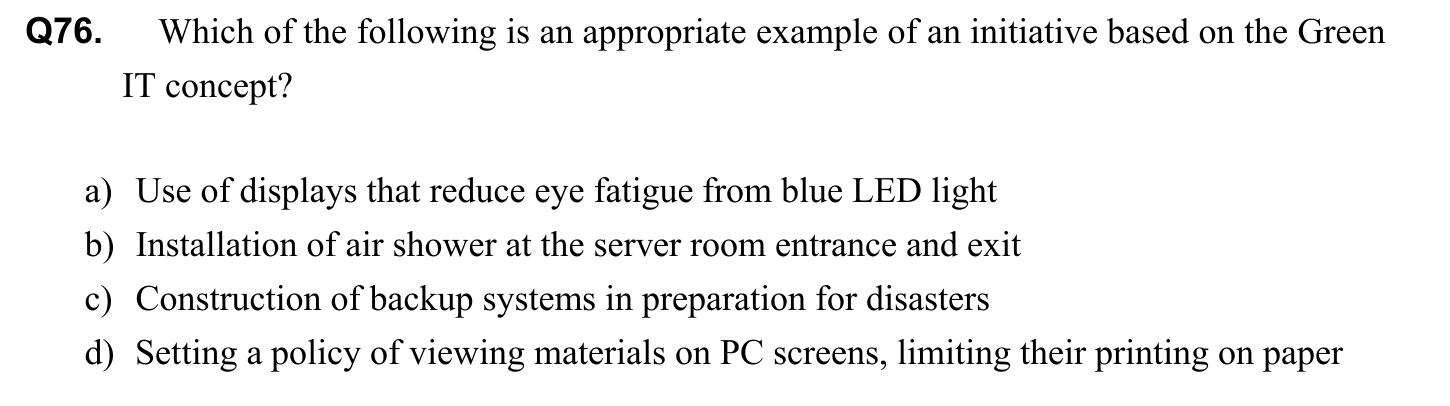 Q76. Which of the following is an appropriate example of an initiative based on the Green
IT concept?
a) Use of displays that reduce eye fatigue from blue LED light
b) Installation of air shower at the server room entrance and exit
c) Construction of backup systems in preparation for disasters
d) Setting a policy of viewing materials on PC screens, limiting their printing on paper